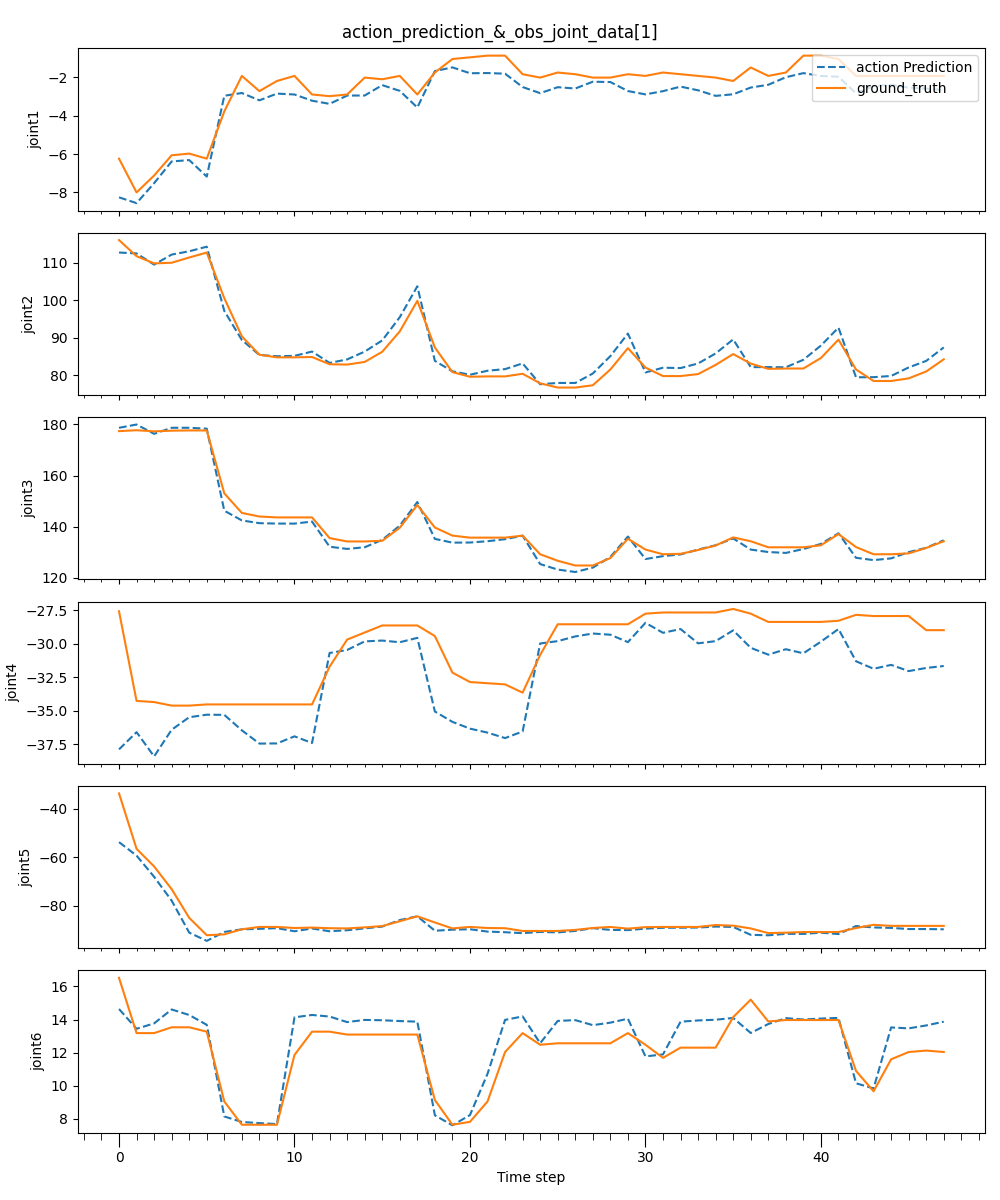 action_prediction_&_obs_joint_data[1]
action Prediction
ground_truth
joint1
−2
−4
−6
−8
joint2
110
100
90
80
joint3
180
160
140
120
joint4
−27.5
−30.0
−32.5
−35.0
−37.5
joint5
−40
−60
−80
joint6
16
14
12
10
8
0 10 20 30 40
Time step